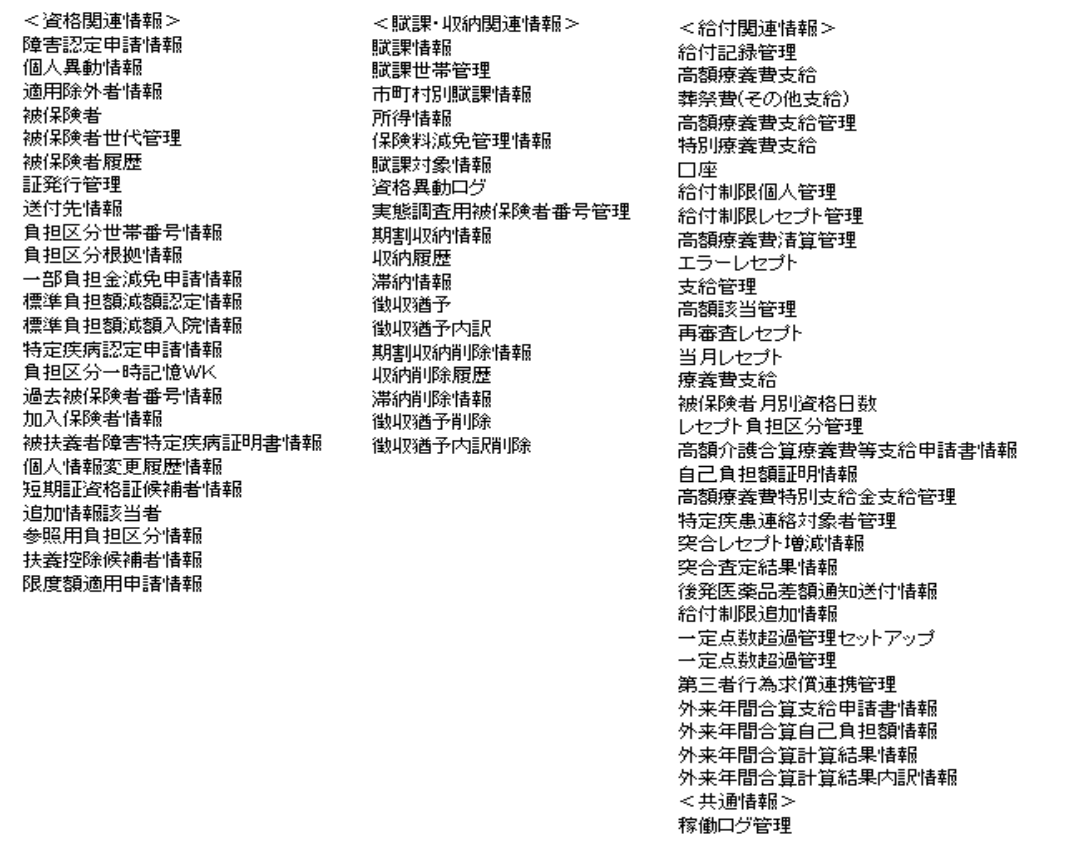 ＜資格関連情報＞
障害認定申請情報
個人異動情報
適用除外者情報
被保険者
被保険者世代管理
被保険者履歴
証発行管理
送付先情報
負担区分世帯番号情報
負担区分根拠情報
一部負担金減免申請情報
標準負担額減額認定情報
標準負担額減額入院情報
特定疾病認定申請情報
負担区分一時記憶WK
過去被保険者番号情報
加入保険者情報
被扶養者障害特定疾病証明書情報
個人情報変更履歴情報
短期証資格証候補者情報
追加情報該当者
参照用負担区分情報
扶養控除候補者情報
限度額適用申請情報
＜賦課・収納関連情報＞
賦課情報
賦課世帯管理
市町村別賦課情報
所得情報
保険料減免管理情報
賦課対象情報
資格異動ログ
実態調査用被保険者番号管理
期割収納情報
収納履歴
滞納情報
徴収猶予
徴収猶予内訳
期割収納削除情報
収納削除履歴
滞納削除情報
徴収猶予削除
徴収猶予内訳削除
＜給付関連情報＞
給付記録管理
高額療養費支給
葬祭費(その他支給)
高額療養費支給管理
特別療養費支給
口座
給付制限個人管理
給付制限レセプト管理
高額療養費清算管理
エラーレセプト
支給管理
高額該当管理
再審査レセプト
当月レセプト
療養費支給
被保険者月別資格日数
レセプト負担区分管理
高額介護合算療養費等支給申請書情報
自己負担額証明情報
高額療養費特別支給金支給管理
特定疾患連絡対象者管理
突合レセプト増減情報
突合査定結果情報
後発医薬品差額通知送付情報
給付制限追加情報
一定点数超過管理セットアップ
一定点数超過管理
第三者行為求償連携管理
外来年間合算支給申請書情報
外来年間合算自己負担額情報
外来年間合算計算結果情報
外来年間合算計算結果内訳情報
＜共通情報＞
稼働ログ管理